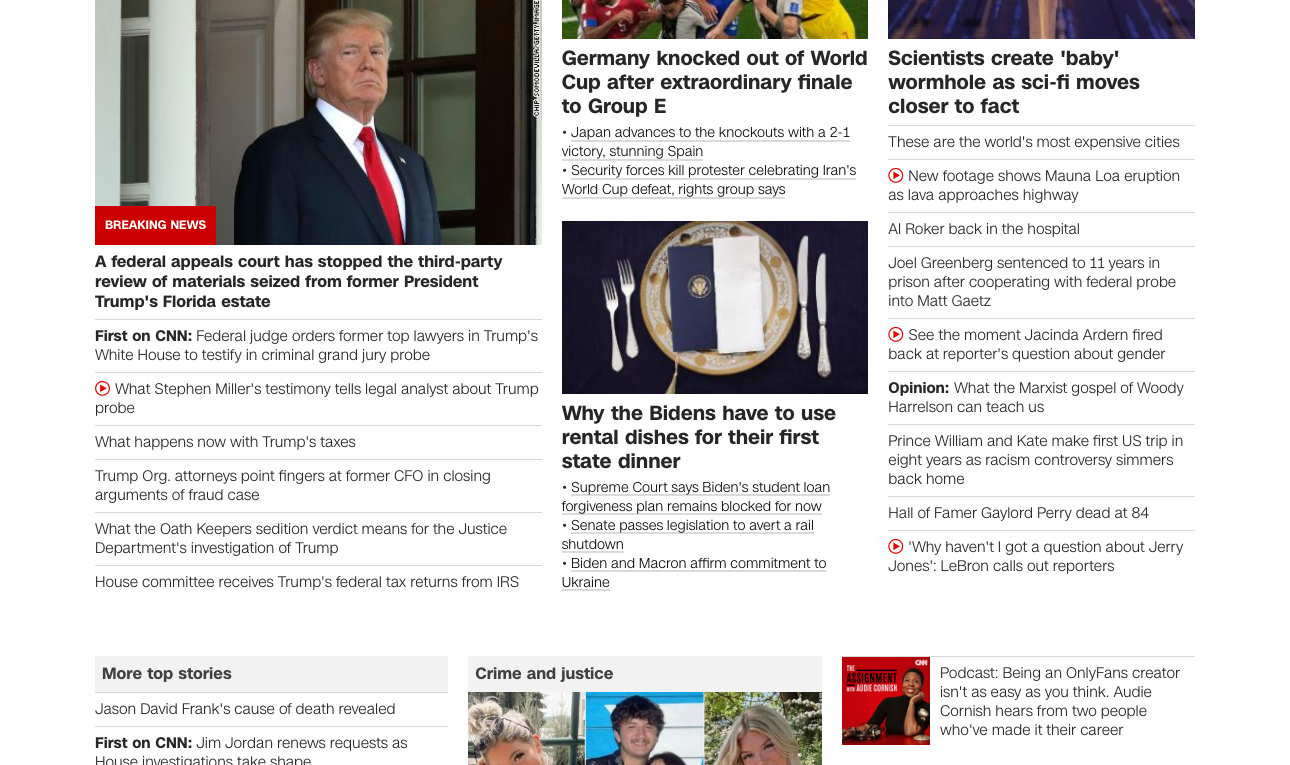 CHIP SOMODEVILLA/GETTY IMAGE
BREAKING NEWS
A federal appeals court has stopped the third-party
review of materials seized from former President
Trump's Florida estate
First on CNN: Federal judge orders former top lawyers in Trump's
White House to testify in criminal grand jury probe
What Stephen Miller's testimony tells legal analyst about Trump
probe
What happens now with Trump's taxes
Trump Org. attorneys point fingers at former CFO in closing
arguments of fraud case
What the Oath Keepers sedition verdict means for the Justice
Department's investigation of Trump
House committee receives Trump's federal tax returns from IRS
Germany knocked out of World
Cup after extraordinary finale
to Group E
• Japan advances to the knockouts with a 2-1
victory, stunning Spain
• Security forces kill protester celebrating Iran's
World Cup defeat, rights group says
Why the Bidens have to use
rental dishes for their first
state dinner
• Supreme Court says Biden's student loan
forgiveness plan remains blocked for now
• Senate passes legislation to avert a rail
shutdown
• Biden and Macron affirm commitment to
Ukraine
Scientists create 'baby'
wormhole as sci-fi moves
closer to fact
These are the world's most expensive cities
New footage shows Mauna Loa eruption
as lava approaches highway
Al Roker back in the hospital
Joel Greenberg sentenced to 11 years in
prison after cooperating with federal probe
into Matt Gaetz
See the moment Jacinda Ardern fired
back at reporter's question about gender
Opinion: What the Marxist gospel of Woody
Harrelson can teach us
Prince William and Kate make first US trip in
eight years as racism controversy simmers
back home
Hall of Famer Gaylord Perry dead at 84
'Why haven't I got a question about Jerry
Jones': LeBron calls out reporters
More top stories
Jason David Frank's cause of death revealed
First on CNN: Jim Jordan renews requests as
House investigations take shape
Crime and justice
CNN
THE
ASSIGNMENT
WITH AUDIE CORNISH
Podcast: Being an OnlyFans creator
isn't as easy as you think. Audie
Cornish hears from two people
who've made it their career